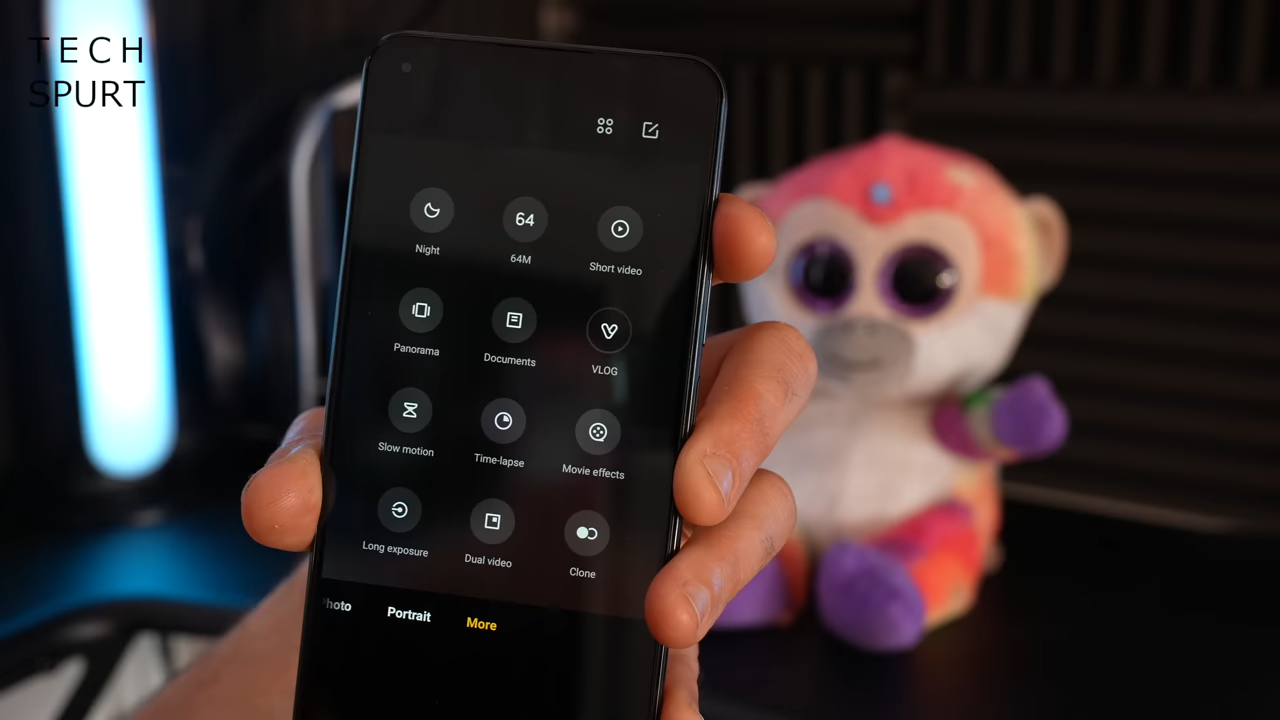 TECH
SPURT
Night
64
64M
Short video
Panorama
Documents
VLOG
Slow motion
Time-lapse
Movie effects
Long exposure
Dual video
Clone
Photo
Portrait
More